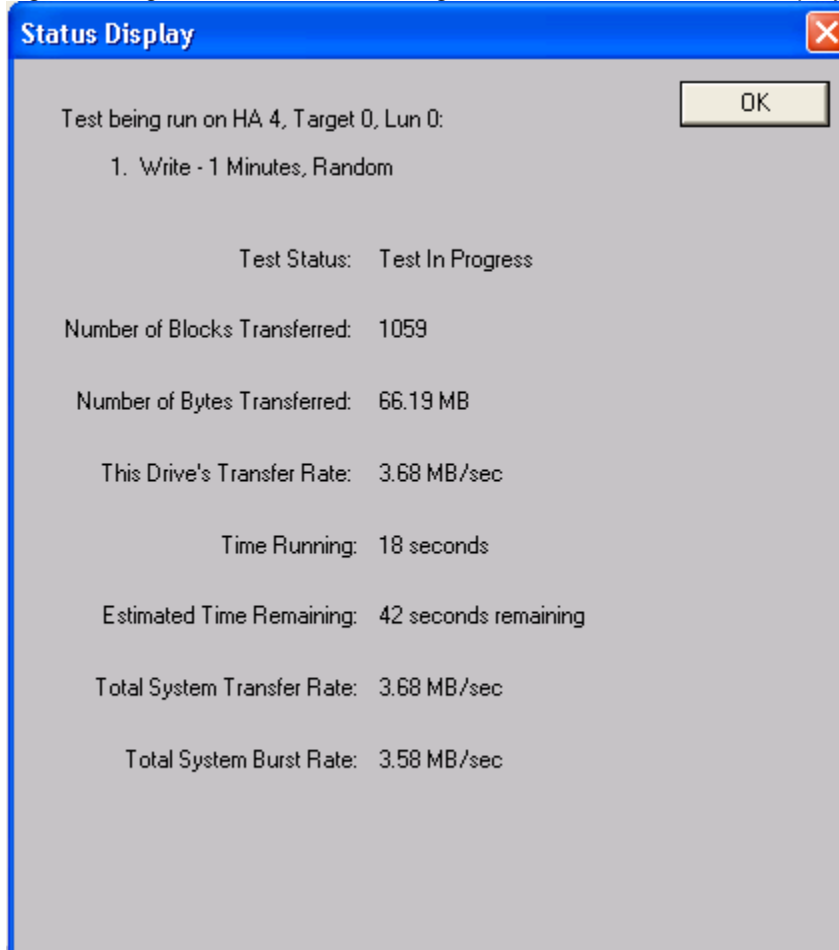 Status Display
OK
Test being run on HA 4, Target 0, Lun 0:
1. Write - 1 Minutes, Random
Test Status: Test In Progress
Number of Blocks Transferred: 1059
Number of Bytes Transferred: 66.19 MB
This Drive's Transfer Rate: 3.68 MB/sec
Time Running: 18 seconds
Estimated Time Remaining: 42 seconds remaining
Total System Transfer Rate: 3.68 MB/sec
Total System Burst Rate: 3.58 MB/sec